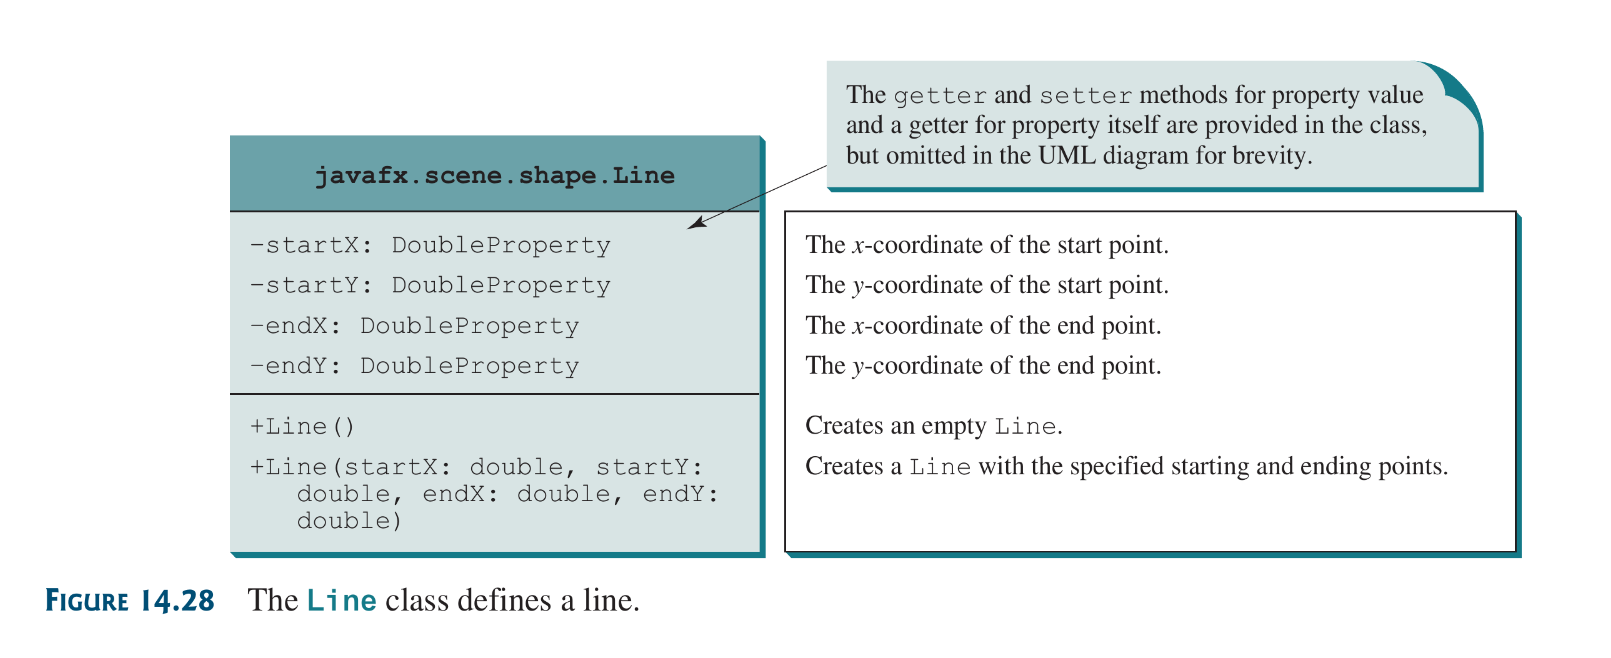 The getter and setter methods for property value
and a getter for property itself are provided in the class,
but omitted in the UML diagram for brevity.
javafx.scene.shape.Line
-startX: DoubleProperty
-startY: DoubleProperty
-endX: DoubleProperty
-endY: DoubleProperty
+Line()
+Line(startX: double, startY:
double, endX: double, endY:
double)
The x-coordinate of the start point.
The y-coordinate of the start point.
The x-coordinate of the end point.
The y-coordinate of the end point.
Creates an empty Line.
Creates a Line with the specified starting and ending points.
FIGURE 14.28 The Line class defines a line.